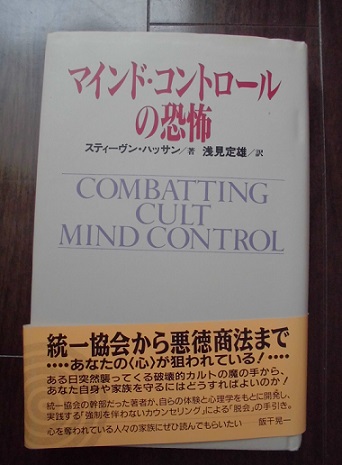 マインド・コントロール
の恐怖
スティーヴン・ハッサン/著 浅見定雄/訳
COMBATTING
CULT
MIND CONTROL
統一協会から悪徳商法まで
····あなたの〈心〉が狙われている!····
ある日突然襲ってくる破壊的カルトの魔の手から、
あなた自身や家族を守るにはどうすればよいのか!
統一協会の幹部だった著者が、自らの体験と心理学をもとに開発し、
実践する「強制を伴わないカウンセリング」による「脱会」の手引き。
心を奪われている人々の家族にぜひ読んでもらいたい——飯干晃一